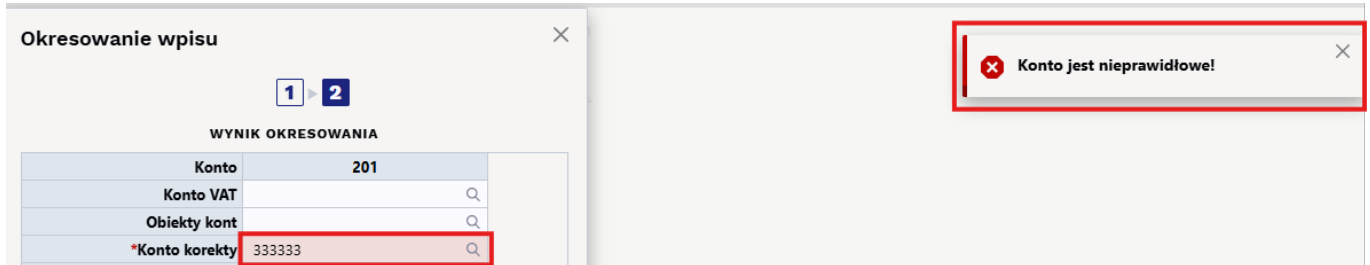 Okresowanie wpisu
Konto jest nieprawidłowe!
1 2
WYNIK OKRESOWANIA
Konto 201
Konto VAT
Obiekty kont
*Konto korekty 333333